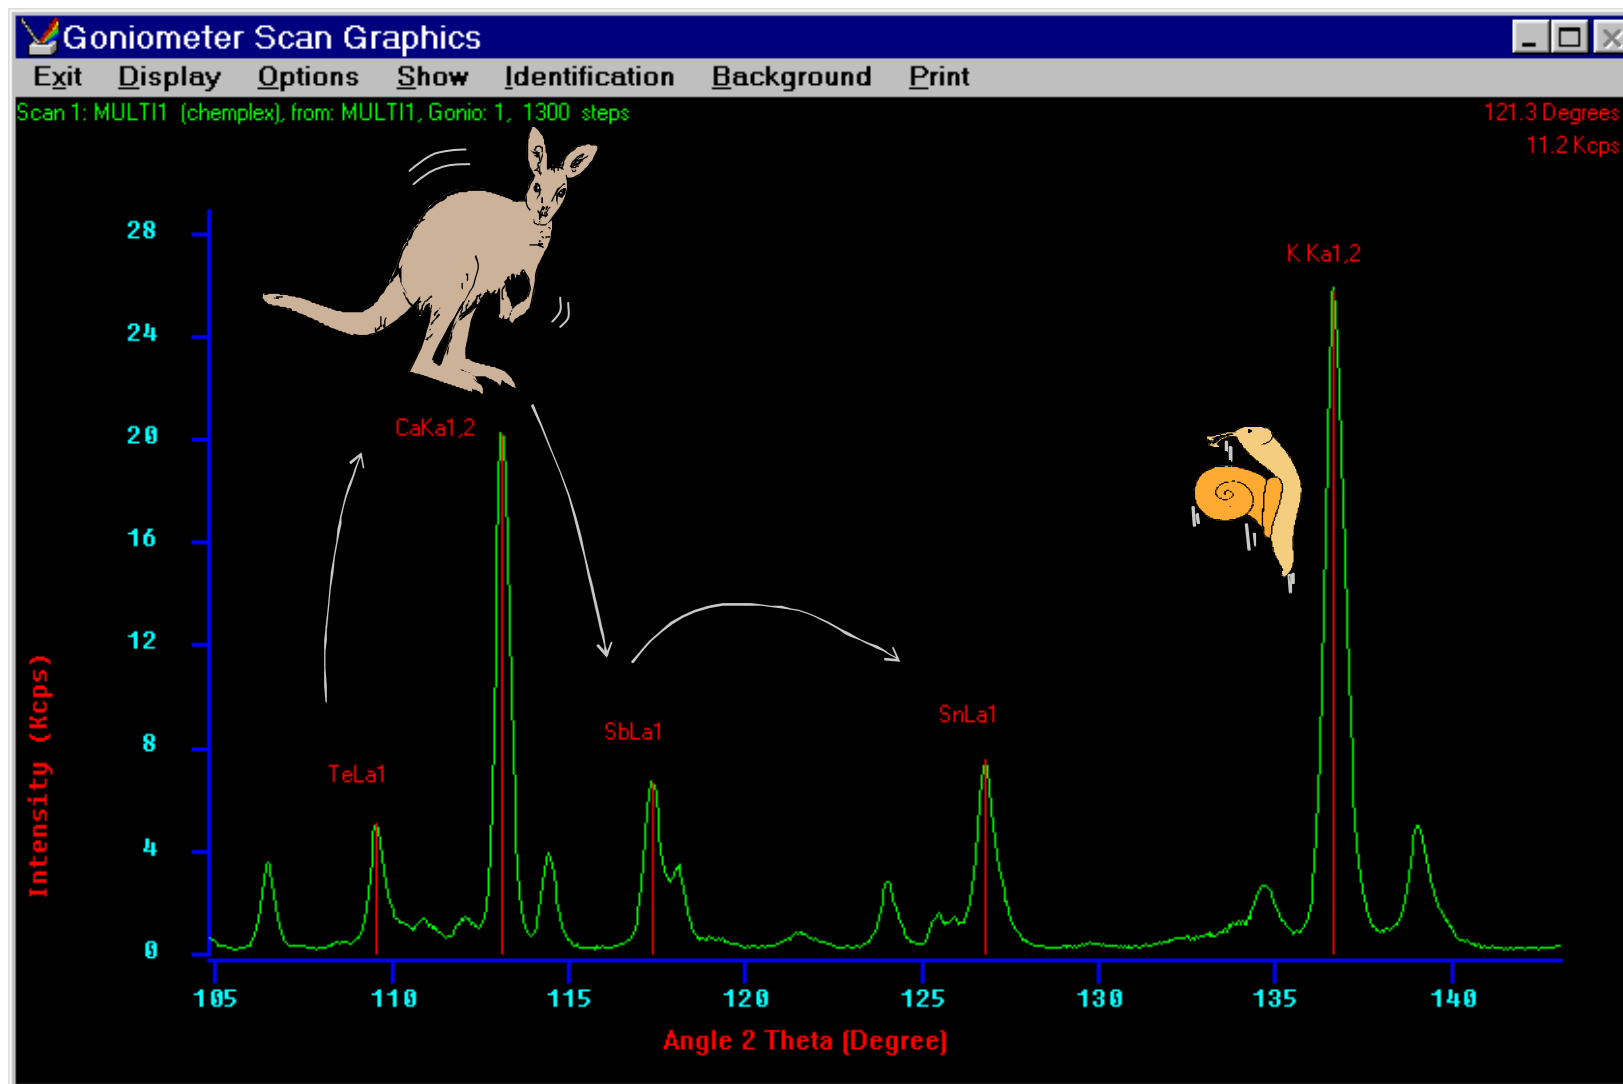 Goniometer Scan Graphics
Exit Display Options Show Identification Background Print
Scan 1: MULTI1 (chemplex), from: MULTI1, Gonio: 1, 1300 steps
121.3 Degrees
11.2 Kcps
28
24
20
16
12
8
4
0
Intensity (Kcps)
K Ka1,2
CaKa1,2
SbLa1
SnLa1
TeLa1
105 110 115 120 125 130 135 140
Angle 2 Theta (Degree)